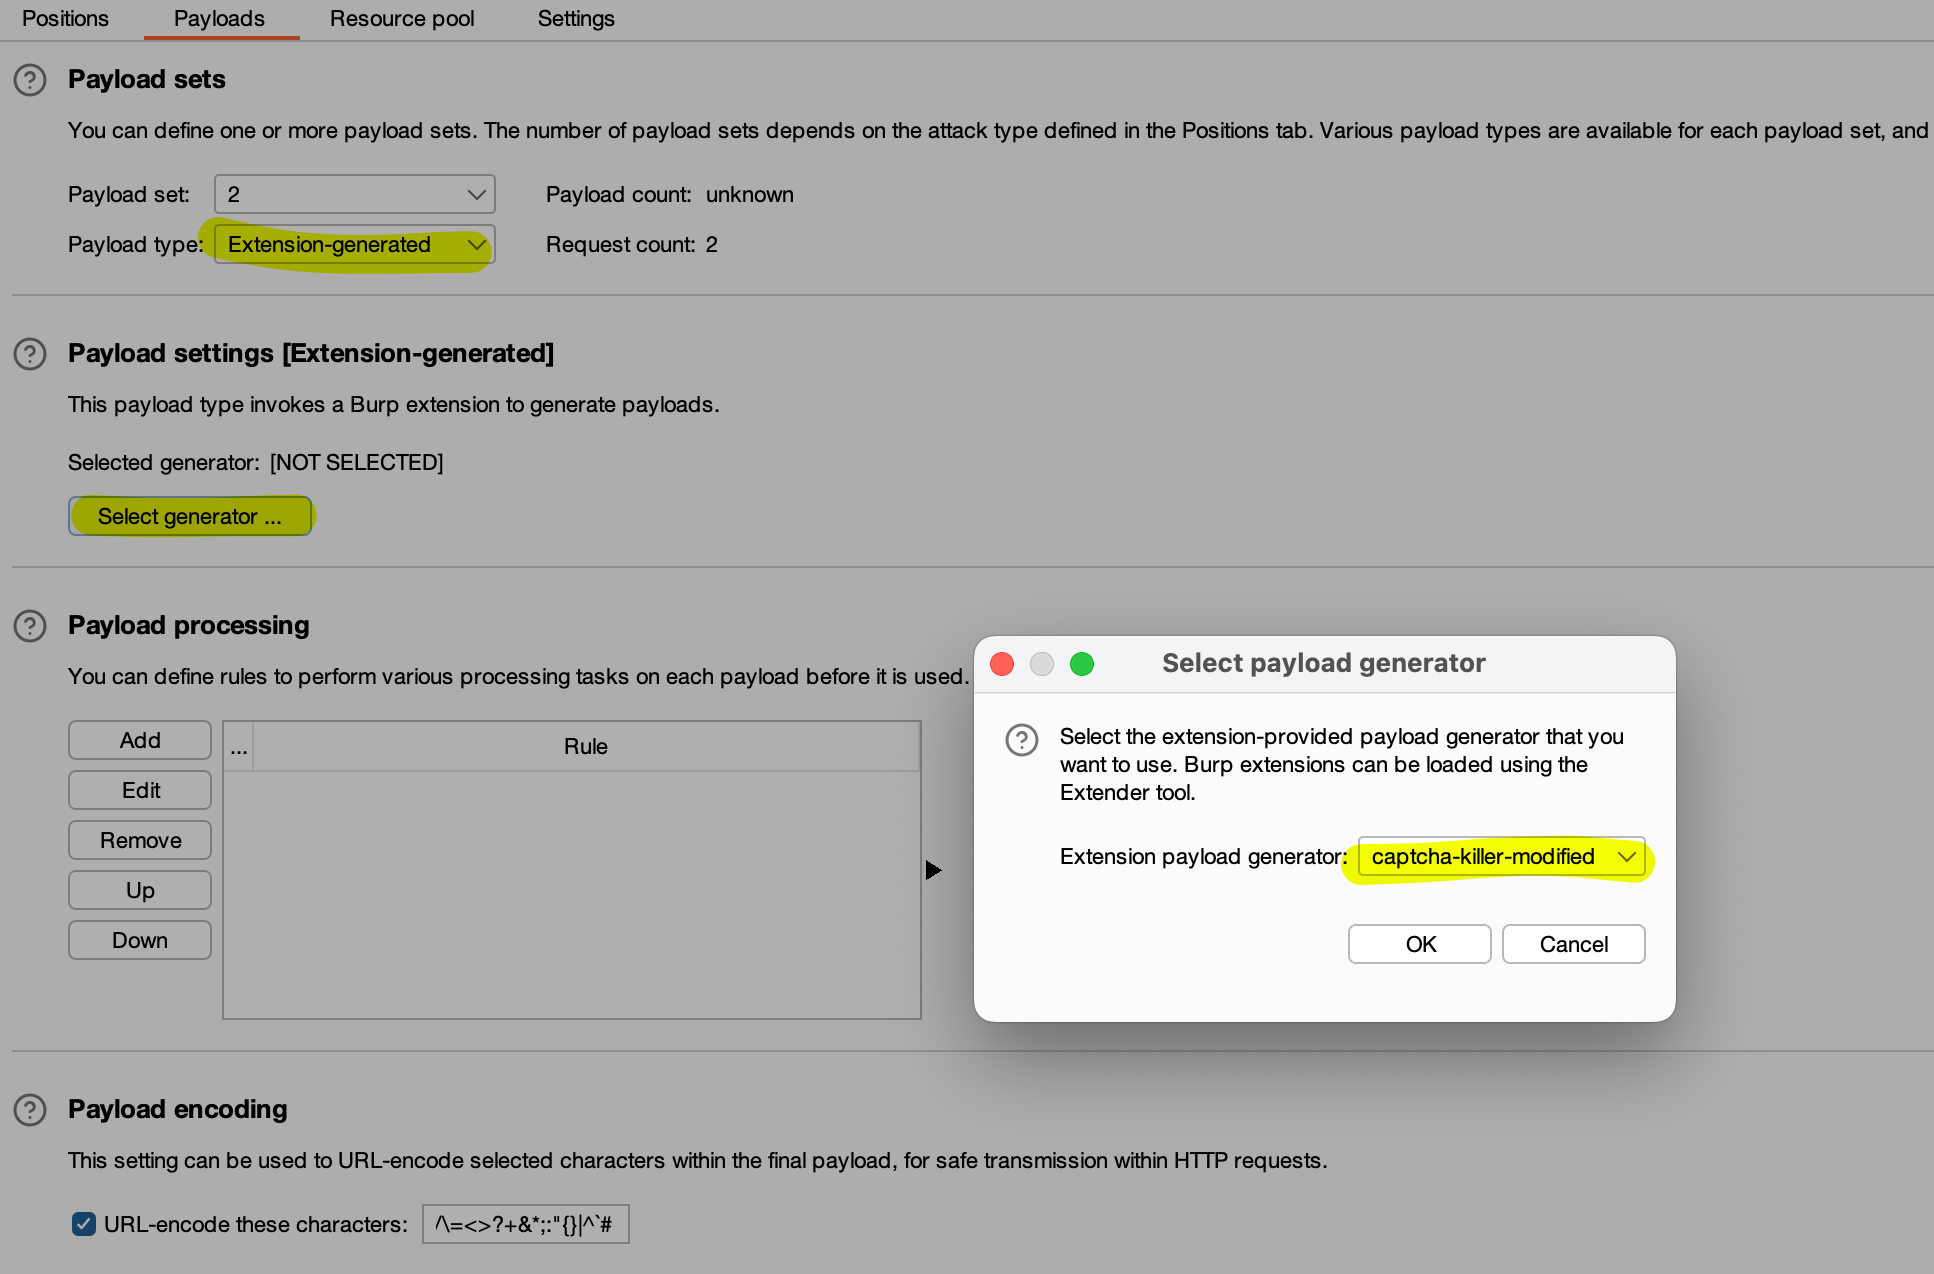 Positions Payloads Resource pool Settings
Payload sets
You can define one or more payload sets. The number of payload sets depends on the attack type defined in the Positions tab. Various payload types are available for each payload set, and
Payload set: 2 Payload count: unknown
Payload type: Extension-generated Request count: 2
Payload settings [Extension-generated]
This payload type invokes a Burp extension to generate payloads.
Selected generator: [NOT SELECTED]
Select generator ...
Payload processing
You can define rules to perform various processing tasks on each payload before it is used.
Add
Edit
Remove
Up
Down
... Rule
Select payload generator
Select the extension-provided payload generator that you
want to use. Burp extensions can be loaded using the
Extender tool.
Extension payload generator: captcha-killer-modified
OK Cancel
Payload encoding
This setting can be used to URL-encode selected characters within the final payload, for safe transmission within HTTP requests.
URL-encode these characters: /\=<>?+&*;:"{}|^`#